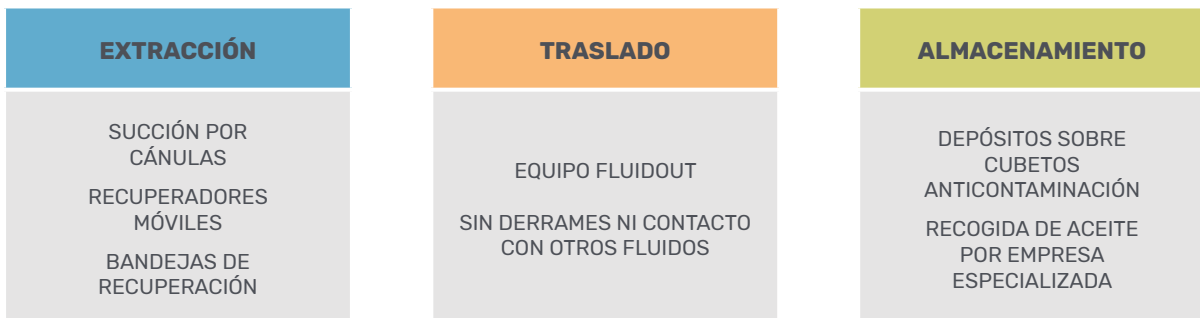 EXTRACCIÓN
SUCCIÓN POR
CÁNULAS
RECUPERADORES
MÓVILES
BANDEJAS DE
RECUPERACIÓN
TRASLADO
EQUIPO FLUIDOUT
SIN DERRAMES NI CONTACTO
CON OTROS FLUIDOS
ALMACENAMIENTO
DEPÓSITOS SOBRE
CUBETOS
ANTICONTAMINACIÓN
RECOGIDA DE ACEITE
POR EMPRESA
ESPECIALIZADA